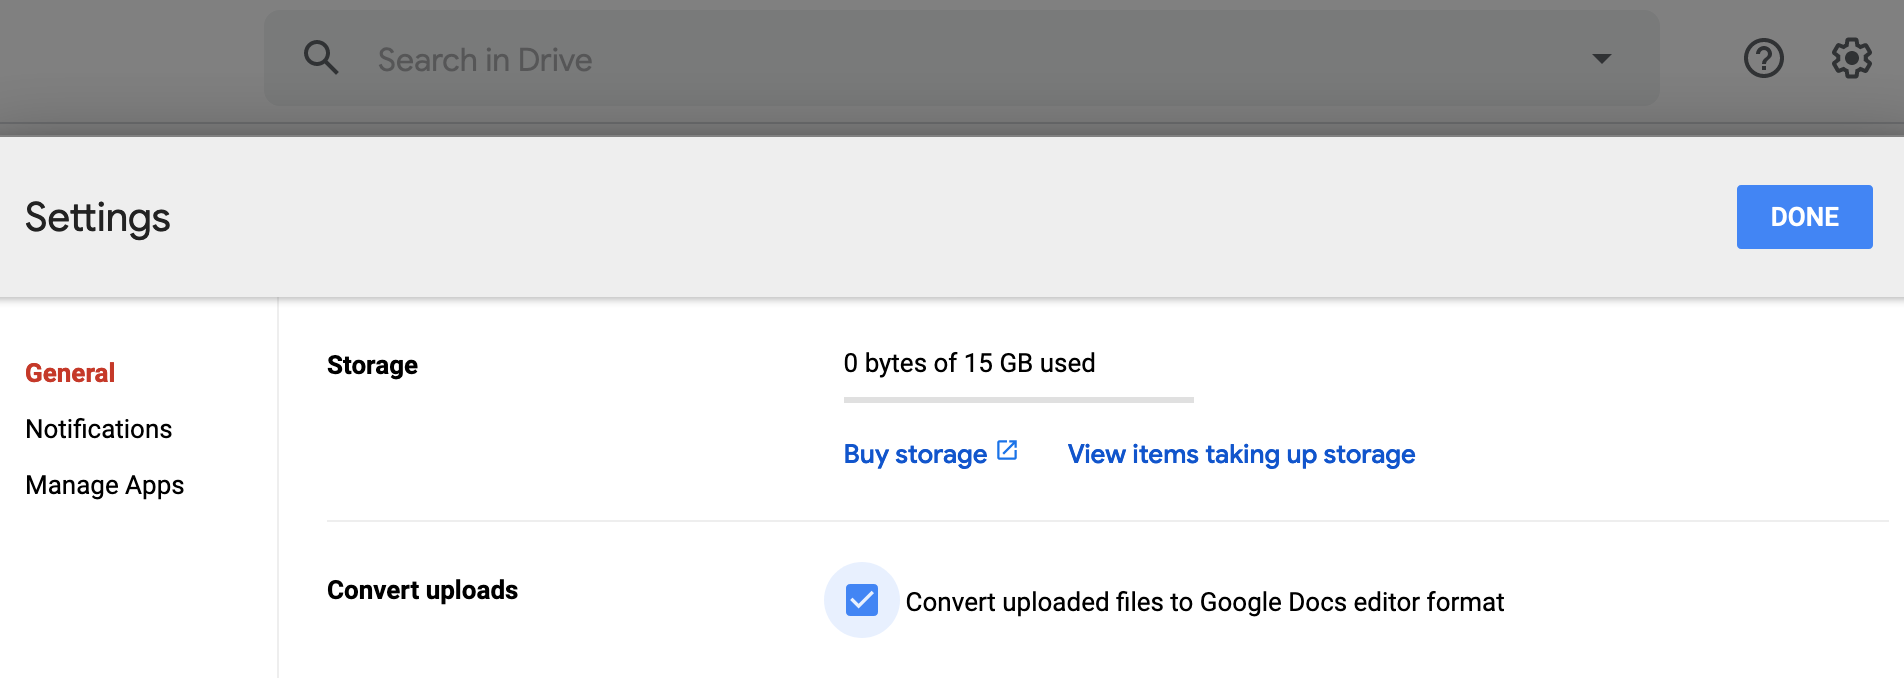 Search in Drive
Settings
DONE
General
Notifications
Manage Apps
Storage
0 bytes of 15 GB used
Buy storage
View items taking up storage
Convert uploads
Convert uploaded files to Google Docs editor format